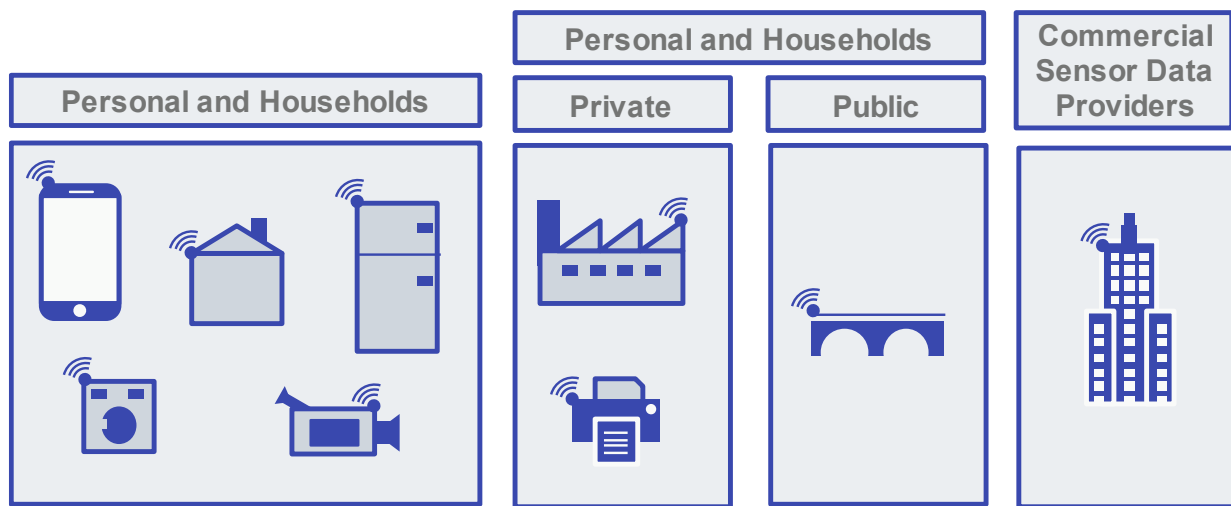 Personal and Households
Personal and Households
Private
Public
Commercial
Sensor Data
Providers